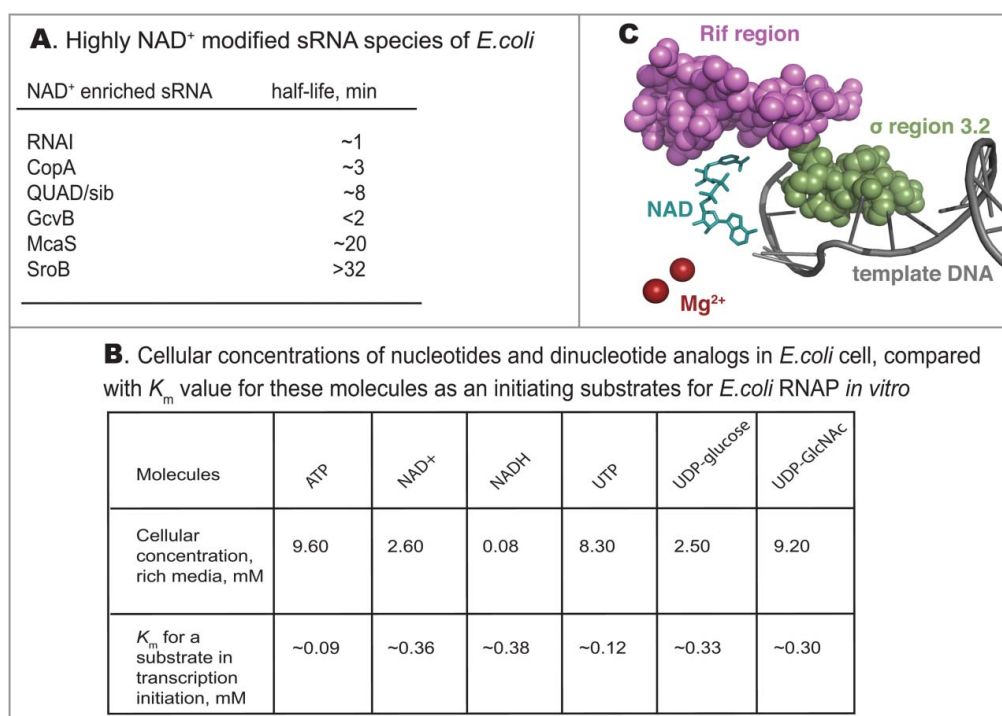 A. Highly NAD⁺ modified sRNA species of E.coli
NAD⁺ enriched sRNA half-life, min
RNAI ~1
CopA ~3
QUAD/sib ~8
GcvB <2
McaS ~20
SroB >32
C
Rif region
σ region 3.2
NAD
template DNA
Mg²⁺
B. Cellular concentrations of nucleotides and dinucleotide analogs in E.coli cell, compared
with Kₘ value for these molecules as an initiating substrates for E.coli RNAP in vitro
Molecules ATP NAD+ NADH UTP UDP-glucose UDP-GlcNAc
Cellular
concentration,
rich media, mM
9.60 2.60 0.08 8.30 2.50 9.20
Kₘ for a
substrate in
transcription
initiation, mM
~0.09 ~0.36 ~0.38 ~0.12 ~0.33 ~0.30